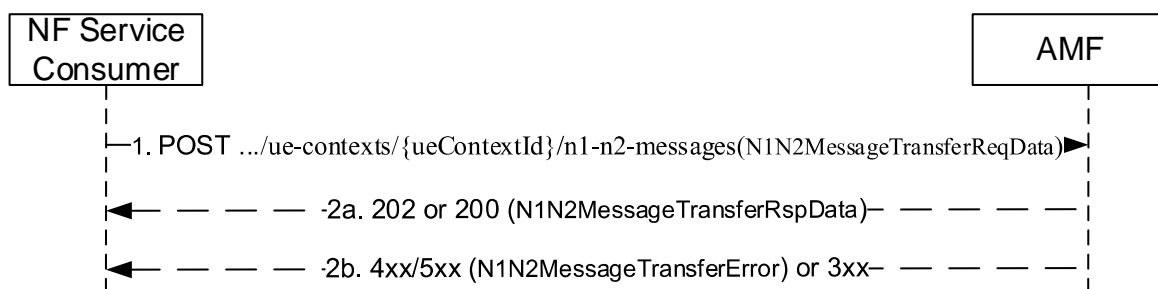 NF Service
Consumer
AMF
1. POST .../ue-contexts/{ueContextId}/n1-n2-messages(N1N2MessageTransferReqData)
2a. 202 or 200 (N1N2MessageTransferRspData)
2b. 4xx/5xx (N1N2MessageTransferError) or 3xx